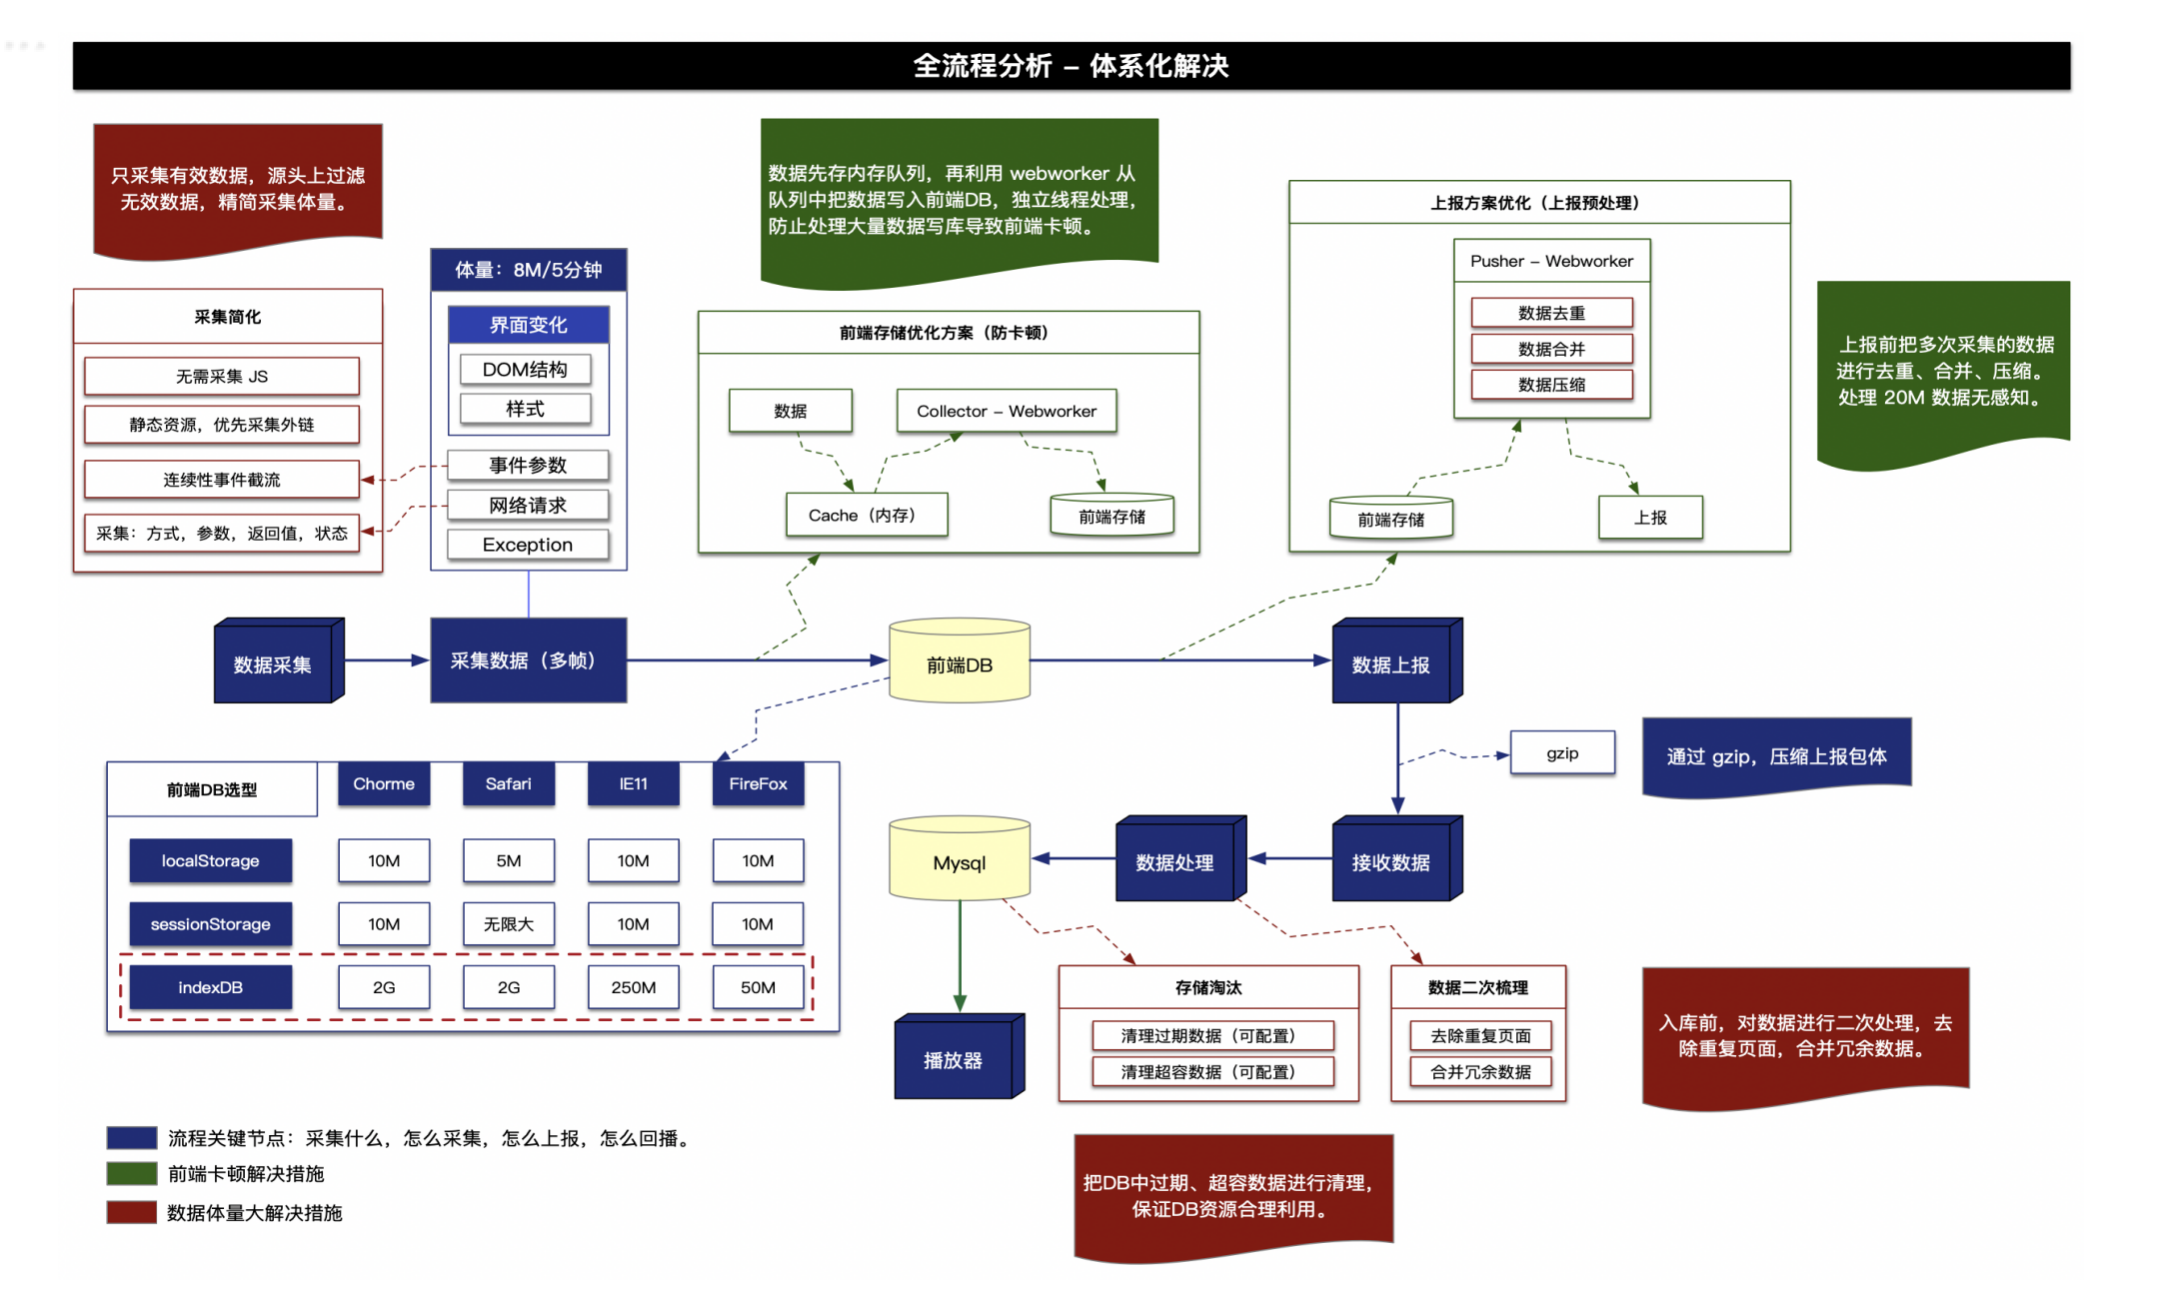 全流程分析 – 体系化解决
只采集有效数据，源头上过滤
无效数据，精简采集体量。
采集简化
无需采集 JS
静态资源，优先采集外链
连续性事件截流
采集：方式，参数，返回值，状态
体量：8M/5分钟
界面变化
DOM结构
样式
事件参数
网络请求
Exception
数据先存内存队列，再利用 webworker 从
队列中把数据写入前端DB，独立线程处理，
防止处理大量数据写库导致前端卡顿。
前端存储优化方案（防卡顿）
数据
Collector – Webworker
Cache（内存）
前端存储
上报方案优化（上报预处理）
Pusher – Webworker
数据去重
数据合并
数据压缩
前端存储
上报
上报前把多次采集的数据
进行去重、合并、压缩。
处理 20M 数据无感知。
数据采集
采集数据（多帧）
前端DB
数据上报
gzip
通过 gzip，压缩上报包体
前端DB选型
Chorme
Safari
IE11
FireFox
localStorage
10M
5M
10M
10M
sessionStorage
10M
无限大
10M
10M
indexDB
2G
2G
250M
50M
Mysql
数据处理
接收数据
播放器
存储淘汰
清理过期数据（可配置）
清理超容数据（可配置）
数据二次梳理
去除重复页面
合并冗余数据
入库前，对数据进行二次处理，去
除重复页面，合并冗余数据。
把DB中过期、超容数据进行清理，
保证DB资源合理利用。
流程关键节点：采集什么，怎么采集，怎么上报，怎么回播。
前端卡顿解决措施
数据体量大解决措施